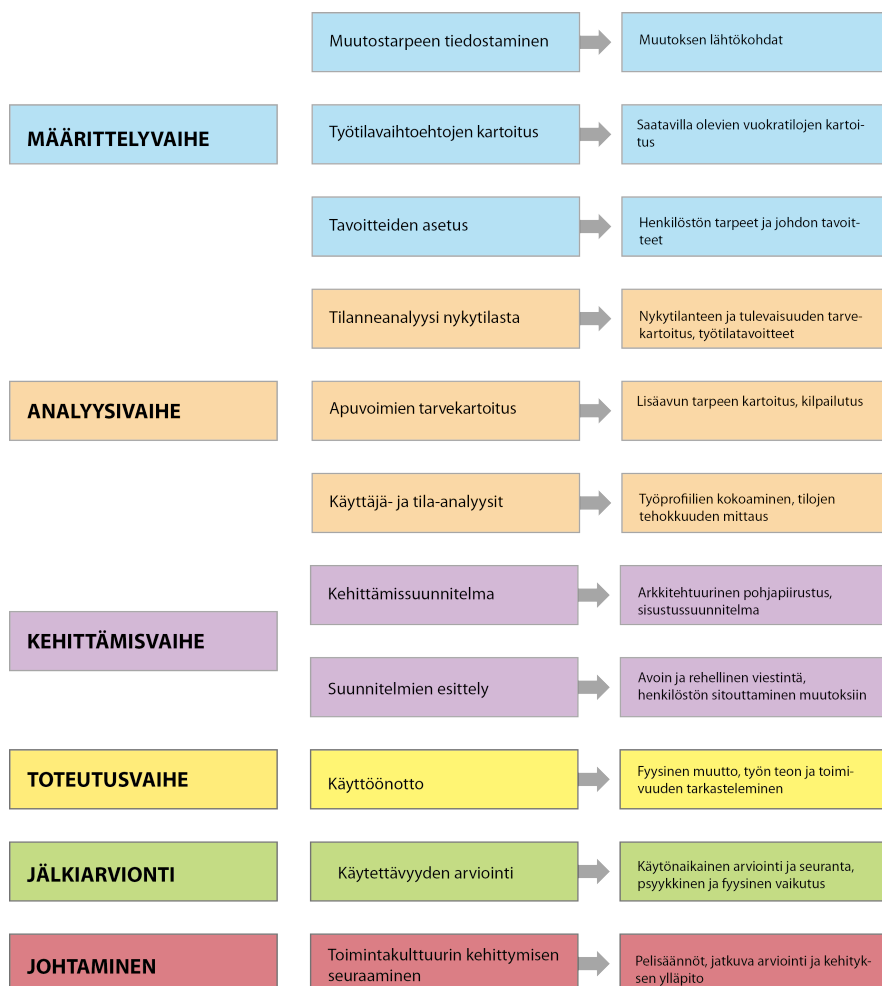 Muutostarpeen tiedostaminen
Muutoksen lähtökohdat
MÄÄRITTELYVAIHE
Työtilavaihtoehtojen kartoitus
Saatavilla olevien vuokratilojen kartoi-
tus
Tavoitteiden asetus
Henkilöstön tarpeet ja johdon tavoit-
teet
Tilanneanalyysi nykytilasta
Nykytilanteen ja tulevaisuuden tarve-
kartoitus, työtilatavoitteet
ANALYYSIVAIHE
Apuvoimien tarvekartoitus
Lisäavun tarpeen kartoitus, kilpailutus
Käyttäjä- ja tila-analyysit
Työprofiilien kokoaminen, tilojen
tehokkuuden mittaus
KEHITTÄMISVAIHE
Kehittämissuunnitelma
Arkkitehtuurinen pohjapiirustus,
sisustussuunnitelma
Suunnitelmien esittely
Avoin ja rehellinen viestintä,
henkilöstön sitouttaminen muutoksiin
TOTEUTUSVAIHE
Käyttöönotto
Fyysinen muutto, työn teon ja toimi-
vuuden tarkasteleminen
JÄLKIARVIONTI
Käytettävyyden arviointi
Käytönaikainen arviointi ja seuranta,
psyykkinen ja fyysinen vaikutus
JOHTAMINEN
Toimintakulttuurin kehittymisen
seuraaminen
Pelisäännöt, jatkuva arviointi ja kehityk-
sen ylläpito